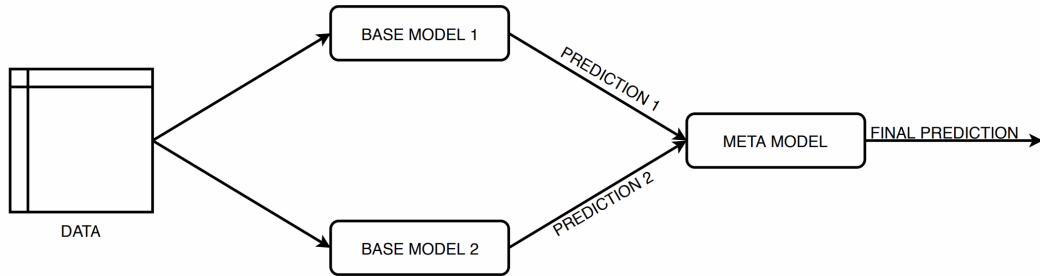 BASE MODEL 1
PREDICTION 1
META MODEL
FINAL PREDICTION
DATA
PREDICTION 2
BASE MODEL 2